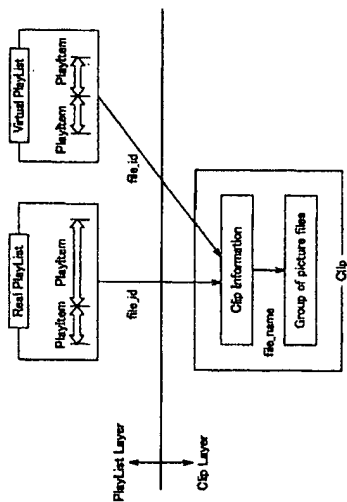 PlayList Layer
Clip Layer
Real PlayList
PlayItem
PlayItem
Virtual PlayList
PlayItem
PlayItem
file_id
file_id
Clip Information
file_name
Group of picture files
Clip